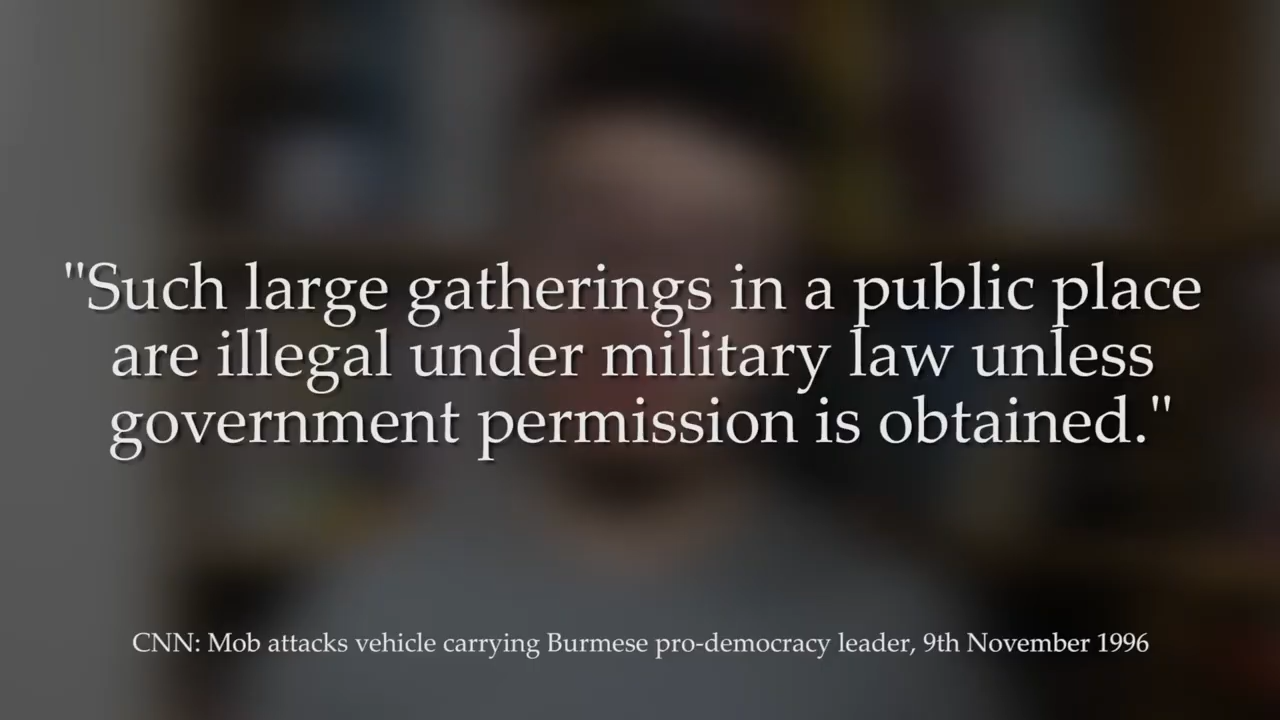 "Such large gatherings in a public place
are illegal under military law unless
government permission is obtained."
CNN: Mob attacks vehicle carrying Burmese pro-democracy leader, 9th November 1996